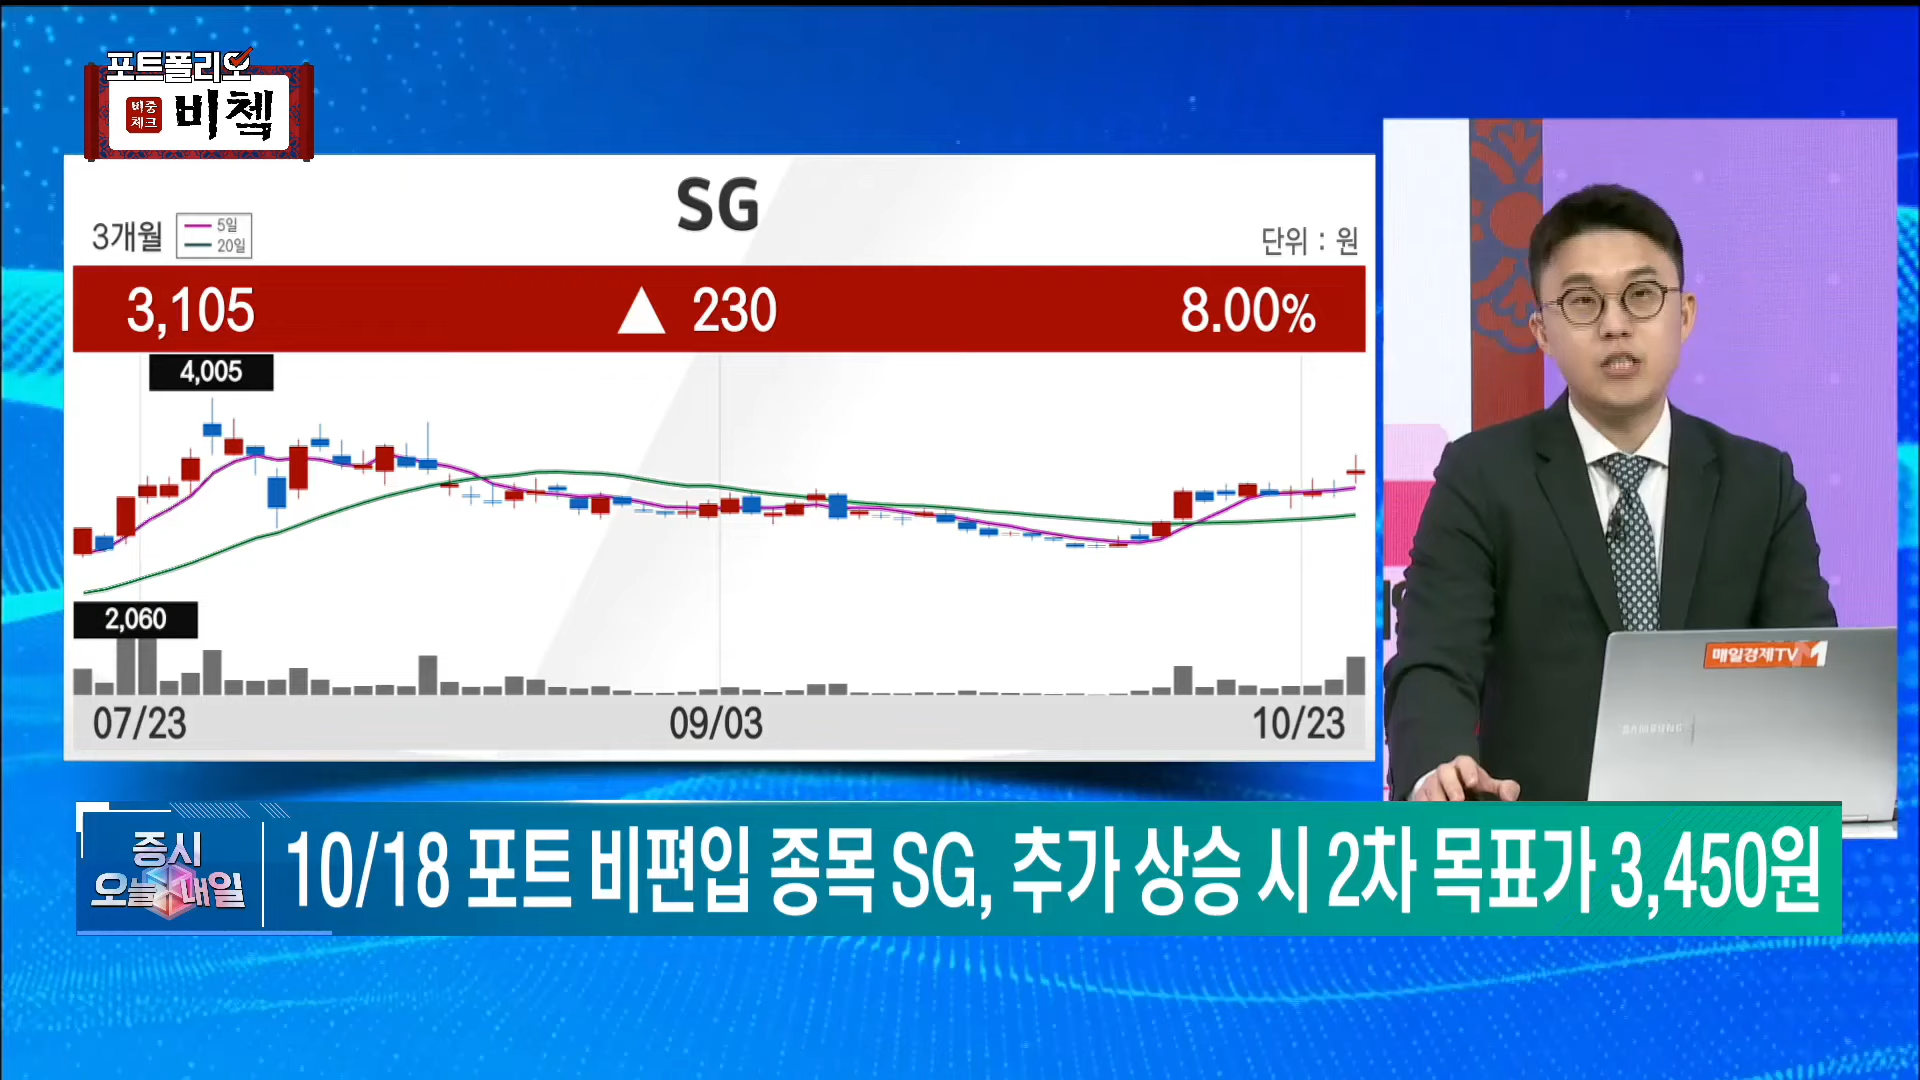 포트폴리오
비중
체크
비첵
SG
3개월
5일
20일
단위 : 원
3,105 ▲ 230 8.00%
4,005
2,060
07/23 09/03 10/23
매일경제TV M
SAMSUNG
증시
오늘 매일
10/18 포트 비편입 종목 SG, 추가 상승 시 2차 목표가 3,450원